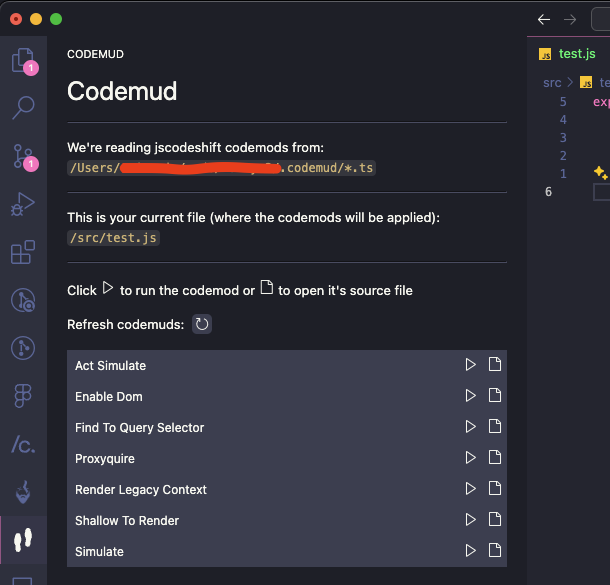 CODEMUD
Codemud
We're reading jscodeshift codemods from:
/Users/ .codemud/*.ts
This is your current file (where the codemods will be applied):
/src/test.js
Click to run the codemod or to open it's source file
Refresh codemuds:
Act Simulate
Enable Dom
Find To Query Selector
Proxyquire
Render Legacy Context
Shallow To Render
Simulate
1
1
/c.
JS test.js
src > JS te
5 exp
4
3
2
1
6